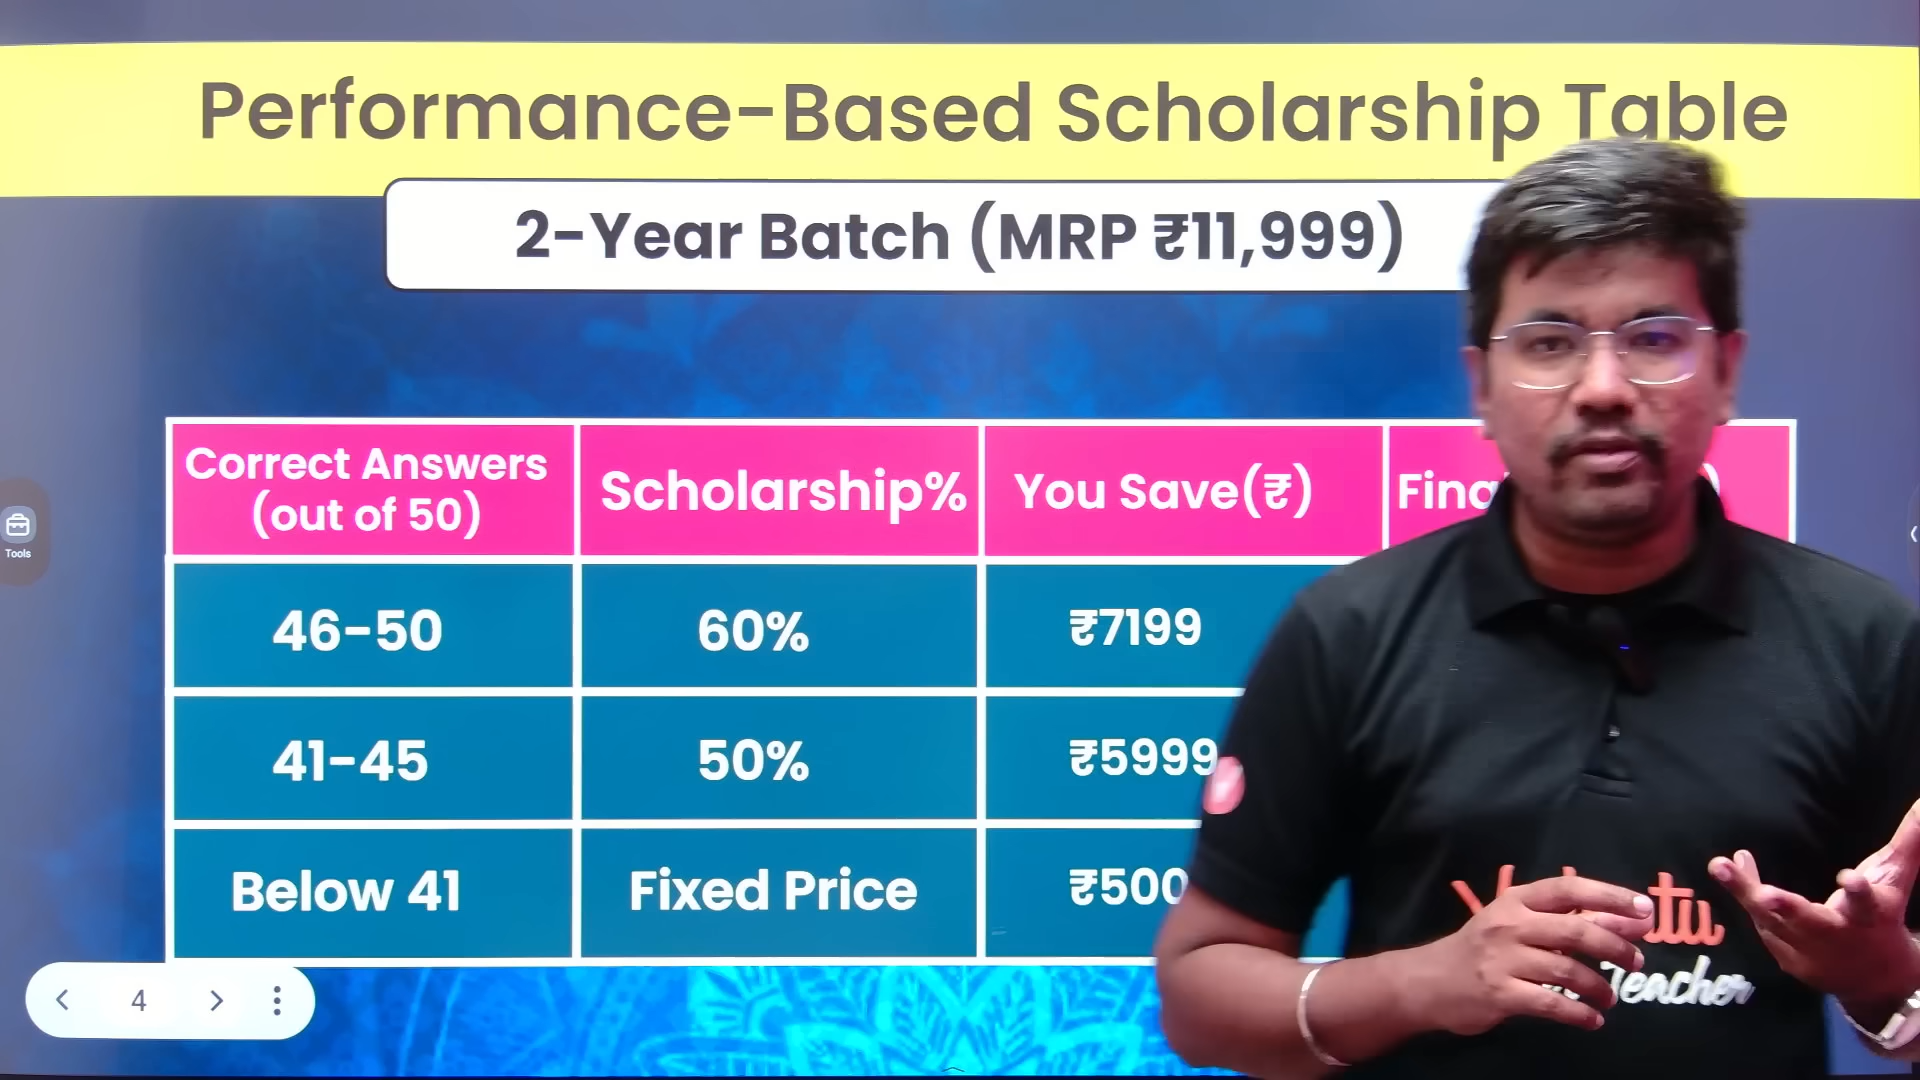 Performance-Based Scholarship Table
2-Year Batch (MRP ₹11,999)
Correct Answers
(out of 50)
Scholarship%
You Save(₹)
46-50
60%
₹7199
41-45
50%
₹5999
Below 41
Fixed Price
Tools
4
Teacher